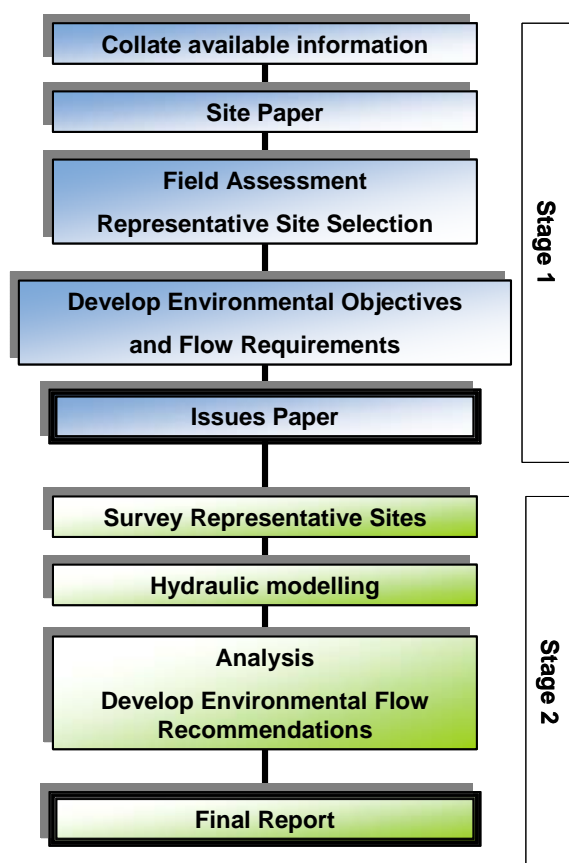 Collate available information
Site Paper
Field Assessment
Representative Site Selection
Develop Environmental Objectives
and Flow Requirements
Issues Paper
Stage 1
Survey Representative Sites
Hydraulic modelling
Analysis
Develop Environmental Flow
Recommendations
Final Report
Stage 2